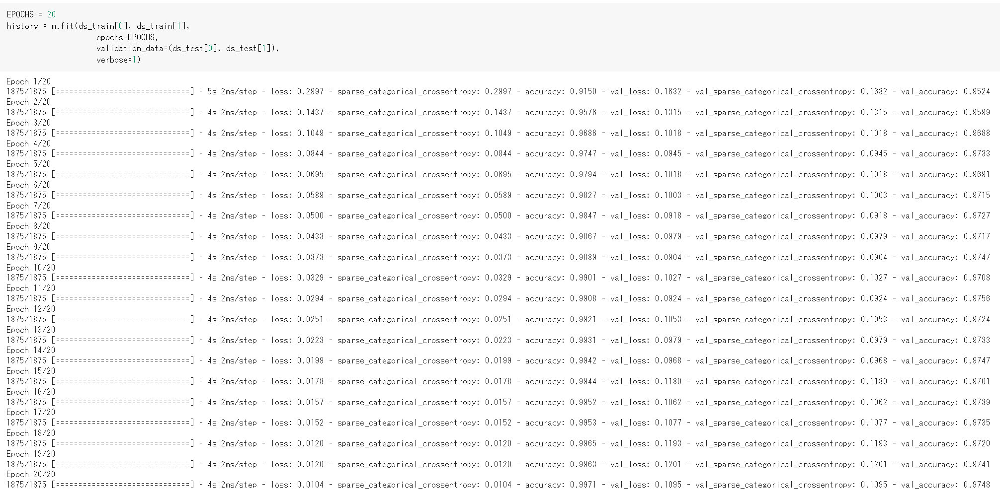 EPOCHS = 20
history = m.fit(ds_train[0], ds_train[1],
                    epochs=EPOCHS,
                    validation_data=(ds_test[0], ds_test[1]),
                    verbose=1)
Epoch 1/20
1875/1875 [==============================] - 5s 2ms/step - loss: 0.2997 - sparse_categorical_crossentropy: 0.2997 - accuracy: 0.9150 - val_loss: 0.1632 - val_sparse_categorical_crossentropy: 0.1632 - val_accuracy: 0.9524
Epoch 2/20
1875/1875 [==============================] - 4s 2ms/step - loss: 0.1437 - sparse_categorical_crossentropy: 0.1437 - accuracy: 0.9576 - val_loss: 0.1315 - val_sparse_categorical_crossentropy: 0.1315 - val_accuracy: 0.9599
Epoch 3/20
1875/1875 [==============================] - 4s 2ms/step - loss: 0.1049 - sparse_categorical_crossentropy: 0.1049 - accuracy: 0.9686 - val_loss: 0.1018 - val_sparse_categorical_crossentropy: 0.1018 - val_accuracy: 0.9688
Epoch 4/20
1875/1875 [==============================] - 4s 2ms/step - loss: 0.0844 - sparse_categorical_crossentropy: 0.0844 - accuracy: 0.9747 - val_loss: 0.0945 - val_sparse_categorical_crossentropy: 0.0945 - val_accuracy: 0.9733
Epoch 5/20
1875/1875 [==============================] - 4s 2ms/step - loss: 0.0695 - sparse_categorical_crossentropy: 0.0695 - accuracy: 0.9794 - val_loss: 0.1018 - val_sparse_categorical_crossentropy: 0.1018 - val_accuracy: 0.9691
Epoch 6/20
1875/1875 [==============================] - 4s 2ms/step - loss: 0.0589 - sparse_categorical_crossentropy: 0.0589 - accuracy: 0.9827 - val_loss: 0.1003 - val_sparse_categorical_crossentropy: 0.1003 - val_accuracy: 0.9715
Epoch 7/20
1875/1875 [==============================] - 4s 2ms/step - loss: 0.0500 - sparse_categorical_crossentropy: 0.0500 - accuracy: 0.9847 - val_loss: 0.0918 - val_sparse_categorical_crossentropy: 0.0918 - val_accuracy: 0.9727
Epoch 8/20
1875/1875 [==============================] - 4s 2ms/step - loss: 0.0433 - sparse_categorical_crossentropy: 0.0433 - accuracy: 0.9867 - val_loss: 0.0979 - val_sparse_categorical_crossentropy: 0.0979 - val_accuracy: 0.9717
Epoch 9/20
1875/1875 [==============================] - 4s 2ms/step - loss: 0.0373 - sparse_categorical_crossentropy: 0.0373 - accuracy: 0.9889 - val_loss: 0.0904 - val_sparse_categorical_crossentropy: 0.0904 - val_accuracy: 0.9747
Epoch 10/20
1875/1875 [==============================] - 4s 2ms/step - loss: 0.0329 - sparse_categorical_crossentropy: 0.0329 - accuracy: 0.9901 - val_loss: 0.1027 - val_sparse_categorical_crossentropy: 0.1027 - val_accuracy: 0.9708
Epoch 11/20
1875/1875 [==============================] - 4s 2ms/step - loss: 0.0294 - sparse_categorical_crossentropy: 0.0294 - accuracy: 0.9908 - val_loss: 0.0924 - val_sparse_categorical_crossentropy: 0.0924 - val_accuracy: 0.9756
Epoch 12/20
1875/1875 [==============================] - 4s 2ms/step - loss: 0.0251 - sparse_categorical_crossentropy: 0.0251 - accuracy: 0.9921 - val_loss: 0.1053 - val_sparse_categorical_crossentropy: 0.1053 - val_accuracy: 0.9724
Epoch 13/20
1875/1875 [==============================] - 4s 2ms/step - loss: 0.0223 - sparse_categorical_crossentropy: 0.0223 - accuracy: 0.9931 - val_loss: 0.0979 - val_sparse_categorical_crossentropy: 0.0979 - val_accuracy: 0.9733
Epoch 14/20
1875/1875 [==============================] - 4s 2ms/step - loss: 0.0199 - sparse_categorical_crossentropy: 0.0199 - accuracy: 0.9942 - val_loss: 0.0968 - val_sparse_categorical_crossentropy: 0.0968 - val_accuracy: 0.9747
Epoch 15/20
1875/1875 [==============================] - 4s 2ms/step - loss: 0.0178 - sparse_categorical_crossentropy: 0.0178 - accuracy: 0.9944 - val_loss: 0.1180 - val_sparse_categorical_crossentropy: 0.1180 - val_accuracy: 0.9701
Epoch 16/20
1875/1875 [==============================] - 4s 2ms/step - loss: 0.0157 - sparse_categorical_crossentropy: 0.0157 - accuracy: 0.9952 - val_loss: 0.1062 - val_sparse_categorical_crossentropy: 0.1062 - val_accuracy: 0.9739
Epoch 17/20
1875/1875 [==============================] - 4s 2ms/step - loss: 0.0152 - sparse_categorical_crossentropy: 0.0152 - accuracy: 0.9953 - val_loss: 0.1077 - val_sparse_categorical_crossentropy: 0.1077 - val_accuracy: 0.9735
Epoch 18/20
1875/1875 [==============================] - 4s 2ms/step - loss: 0.0120 - sparse_categorical_crossentropy: 0.0120 - accuracy: 0.9965 - val_loss: 0.1193 - val_sparse_categorical_crossentropy: 0.1193 - val_accuracy: 0.9720
Epoch 19/20
1875/1875 [==============================] - 4s 2ms/step - loss: 0.0120 - sparse_categorical_crossentropy: 0.0120 - accuracy: 0.9963 - val_loss: 0.1201 - val_sparse_categorical_crossentropy: 0.1201 - val_accuracy: 0.9741
Epoch 20/20
1875/1875 [==============================] - 4s 2ms/step - loss: 0.0104 - sparse_categorical_crossentropy: 0.0104 - accuracy: 0.9971 - val_loss: 0.1095 - val_sparse_categorical_crossentropy: 0.1095 - val_accuracy: 0.9748